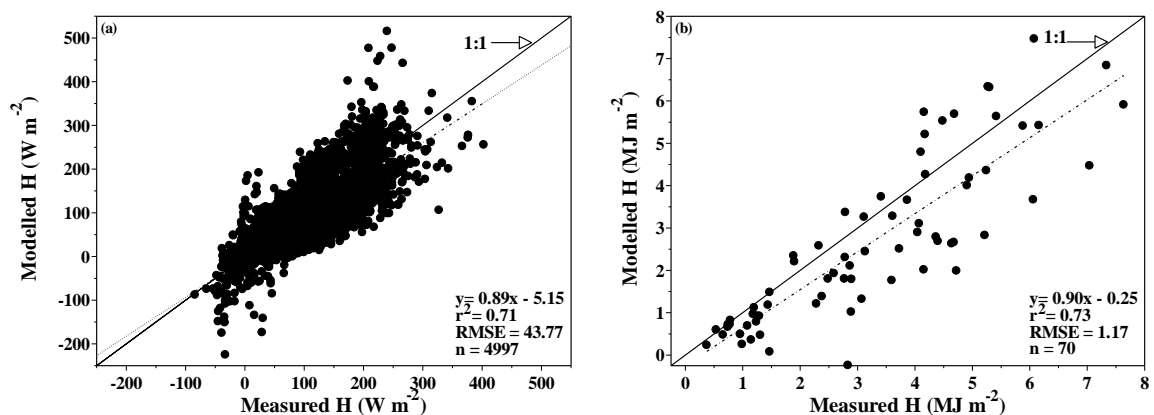 (a)
1:1
500
400
300
200
100
0
-100
-200
Modelled H (W m⁻²)
y= 0.89x - 5.15
r² = 0.71
RMSE = 43.77
n = 4997
-200 -100 0 100 200 300 400 500
Measured H (W m⁻²)
(b)
1:1
8
7
6
5
4
3
2
1
0
Modelled H (MJ m⁻²)
y= 0.90x - 0.25
r² = 0.73
RMSE = 1.17
n = 70
0 1 2 3 4 5 6 7 8
Measured H (MJ m⁻²)